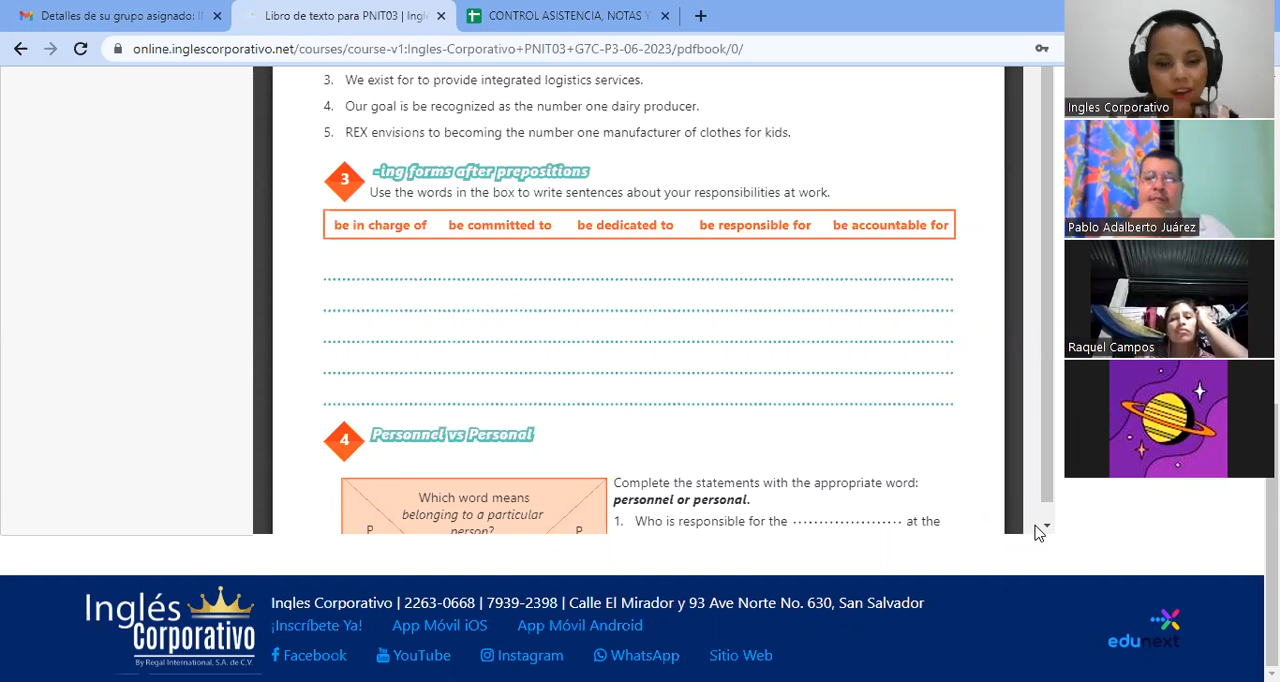 Detalles de su grupo asignado: I
Libro de texto para PNIT03 | Ingl
CONTROL ASISTENCIA, NOTAS Y
online.inglescorporativo.net/courses/course-v1:Ingles-Corporativo+PNIT03+G7C-P3-06-2023/pdfbook/0/
3. We exist for to provide integrated logistics services.
4. Our goal is be recognized as the number one dairy producer.
5. REX envisions to becoming the number one manufacturer of clothes for kids.
3 -ing forms after prepositions
Use the words in the box to write sentences about your responsibilities at work.
be in charge of be committed to be dedicated to be responsible for be accountable for
4 Personnel vs Personal
Which word means
belonging to a particular
person?
P P
Complete the statements with the appropriate word:
personnel or personal.
1. Who is responsible for the ...................... at the
Ingles Corporativo
Pablo Adalberto Juárez
Raquel Campos
Inglés
Corporativo
By Regal International, S.A. de C.V.
Ingles Corporativo | 2263-0668 | 7939-2398 | Calle El Mirador y 93 Ave Norte No. 630, San Salvador
¡Inscríbete Ya! App Móvil iOS App Móvil Android
Facebook YouTube Instagram WhatsApp Sitio Web
edunext